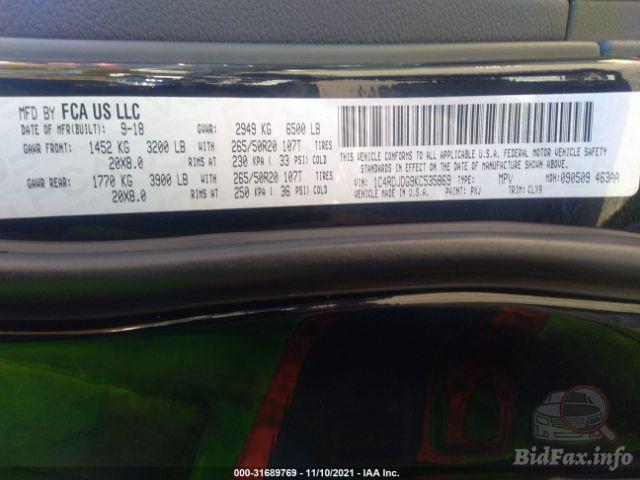 MFD BY FCA US LLC
DATE OF MFR(BUILT): 9-18 GVWR: 2949 KG 6500 LB
GAWR FRONT: 1452 KG 3200 LB WITH 265/50R20 107T
20X8.0 RIMS AT 230 KPA ( 33 PSI) COLD
GAWR REAR: 1770 KG 3900 LB WITH 265/50R20 107T
20X8.0 RIMS AT 250 KPA ( 36 PSI) COLD
THIS VEHICLE CONFORMS TO ALL APPLICABLE U.S.A. FEDERAL MOTOR VEHICLE SAFETY
STANDARDS IN EFFECT ON THE DATE OF MANUFACTURE SHOWN ABOVE.
VIN: 1C4RDJDG9KC535869 TYPE: MPV MDH: 090509 463AA
VEHICLE MADE IN U.S.A. PAINT: PXJ TRIM: CLX9
000-31689769 - 11/10/2021 - IAA Inc.
BidFax.info